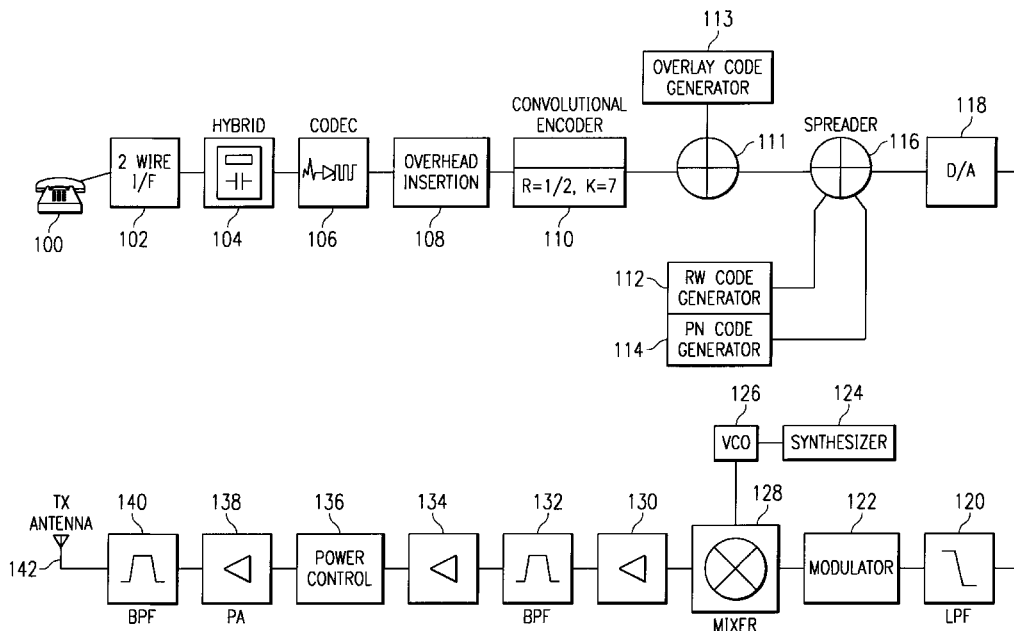 113
OVERLAY CODE
GENERATOR
CONVOLUTIONAL
ENCODER
HYBRID
CODEC
SPREADER
118
111
116
2 WIRE
I/F
OVERHEAD
INSERTION
R=1/2, K=7
D/A
100
102
104
106
108
110
112
RW CODE
GENERATOR
114
PN CODE
GENERATOR
126
124
VCO
SYNTHESIZER
TX
ANTENNA
140
138
136
134
132
130
128
122
120
142
POWER
CONTROL
MODULATOR
BPF
PA
BPF
MIXER
LPF